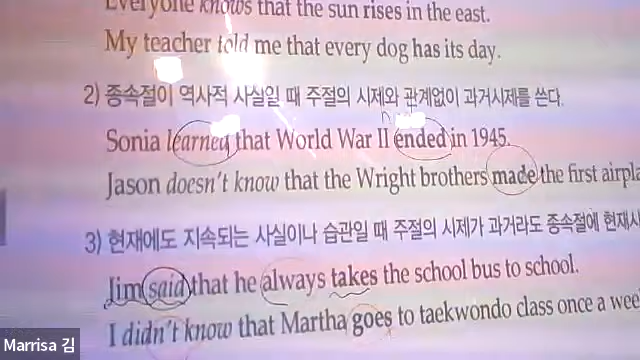 Everyone knows that the sun rises in the east.
My teacher told me that every dog has its day.
2) 종속절이 역사적 사실일 때 주절의 시제와 관계없이 과거시제를 쓴다.
Sonia learned that World War II ended in 1945.
Jason doesn't know that the Wright brothers made the first
3) 현재에도 지속되는 사실이나 습관일 때 주절의 시제가 과거라도 종속절에
Jim said that he always takes the school bus to school.
I didn't know that Martha goes to taekwondo class once a
Marrisa 김